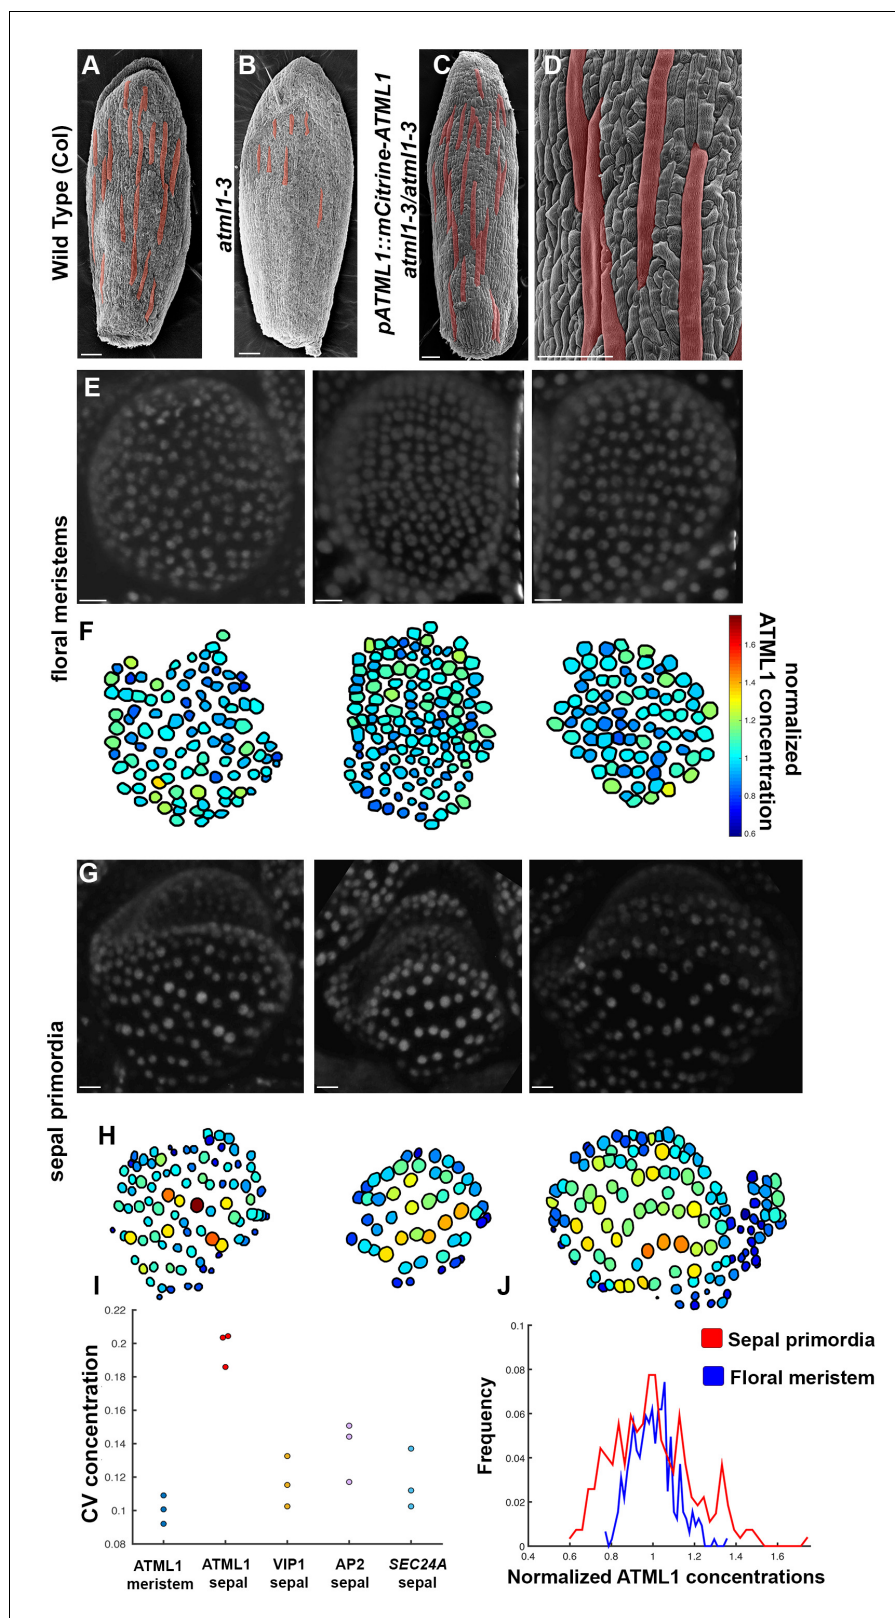 A
B
C
D
Wild Type (Col)
atml1-3
pATML1::mCitrine-ATML1
atml1-3/atml1-3
E
floral meristems
F
1.6
1.4
1.2
1
0.8
0.6
ATML1 concentration
normalized
G
sepal primordia
H
I
0.22
0.2
0.18
0.16
0.14
0.12
0.1
0.08
CV concentration
ATML1
meristem
ATML1
sepal
VIP1
sepal
AP2
sepal
SEC24A
sepal
J
Sepal primordia
Floral meristem
0.1
0.08
0.06
0.04
0.02
0
Frequency
0.4
0.6
0.8
1
1.2
1.4
1.6
Normalized ATML1 concentrations